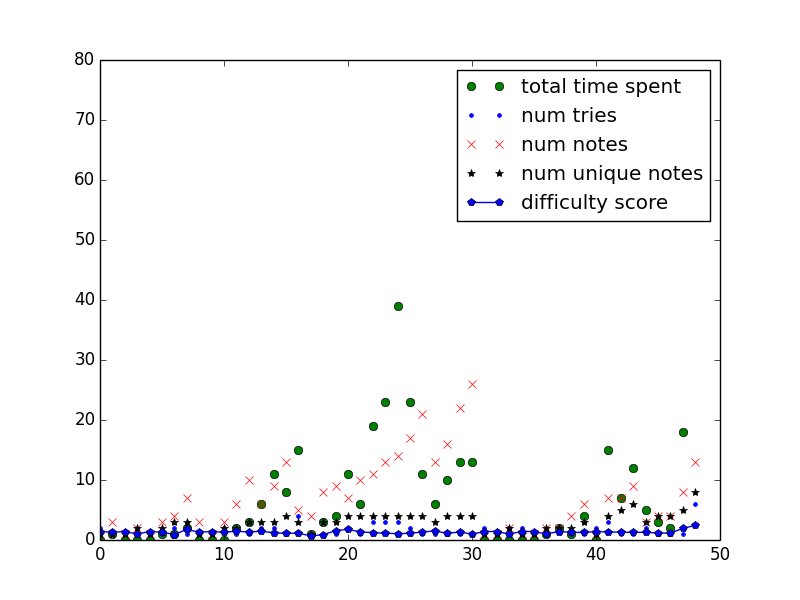 80
70
60
50
40
30
20
10
0
0 10 20 30 40 50
total time spent
num tries
num notes
num unique notes
difficulty score